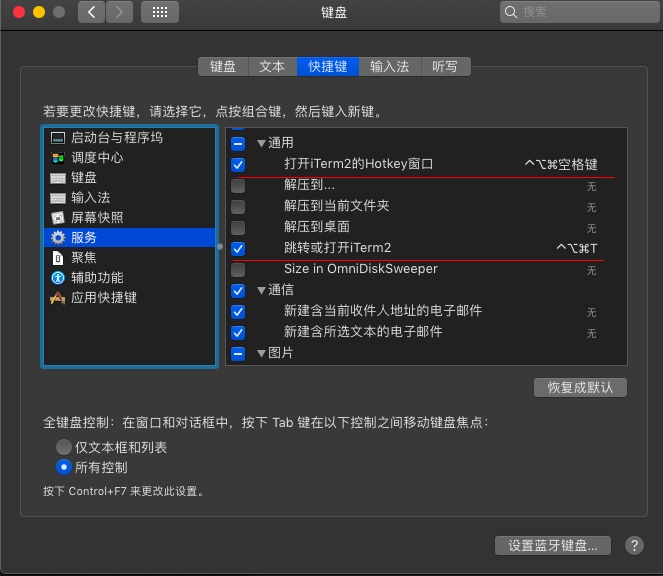 键盘
搜索
键盘 文本 快捷键 输入法 听写
若要更改快捷键，请选择它，点按组合键，然后键入新键。
启动台与程序坞
调度中心
键盘
输入法
屏幕快照
服务
聚焦
辅助功能
应用快捷键
通用
打开iTerm2的Hotkey窗口 ^⌥⌘空格键
解压到... 无
解压到当前文件夹 无
解压到桌面 无
跳转或打开iTerm2 ^⌥⌘T
Size in OmniDiskSweeper 无
通信
新建含当前收件人地址的电子邮件 无
新建含所选文本的电子邮件 无
图片
恢复成默认
全键盘控制：在窗口和对话框中，按下 Tab 键在以下控制之间移动键盘焦点：
仅文本框和列表
所有控制
按下 Control+F7 来更改此设置。
设置蓝牙键盘... ?